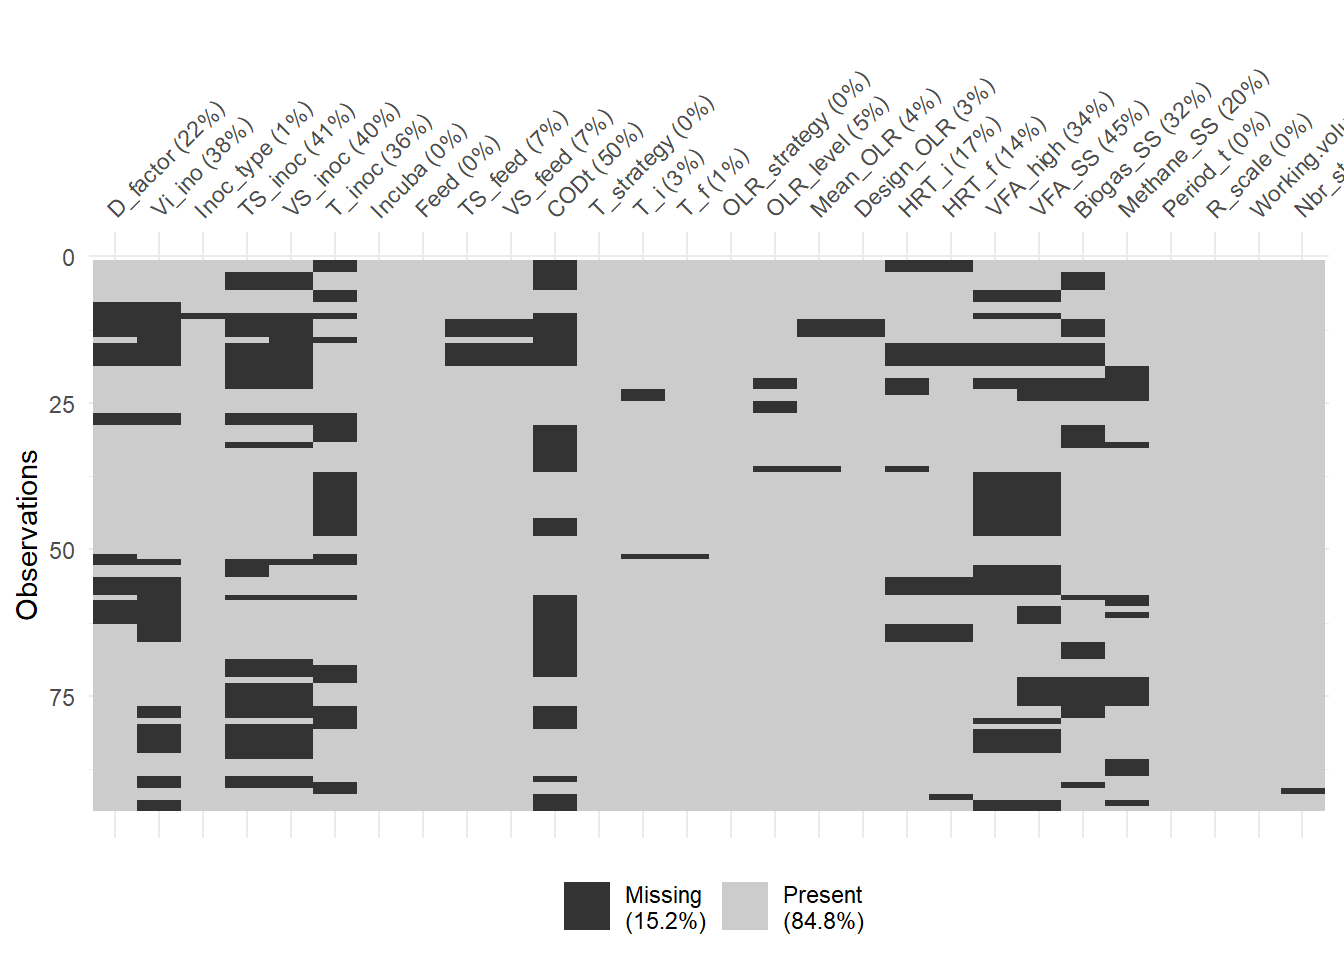 D_factor (22%)
Vi_ino (38%)
Inoc_type (1%)
TS_inoc (41%)
VS_inoc (40%)
T_inoc (36%)
Incuba (0%)
Feed (0%)
TS_feed (7%)
VS_feed (7%)
CODt (50%)
T_strategy (0%)
T_i (3%)
T_f (1%)
OLR_strategy (0%)
OLR_level (5%)
Mean_OLR (4%)
Design_OLR (3%)
HRT_i (17%)
HRT_f (14%)
VFA_high (34%)
VFA_SS (45%)
Biogas_SS (32%)
Methane_SS (20%)
Period_t (0%)
R_scale (0%)
Working.volu
Nbr_st
0
25
50
75
Observations
Missing
(15.2%)
Present
(84.8%)